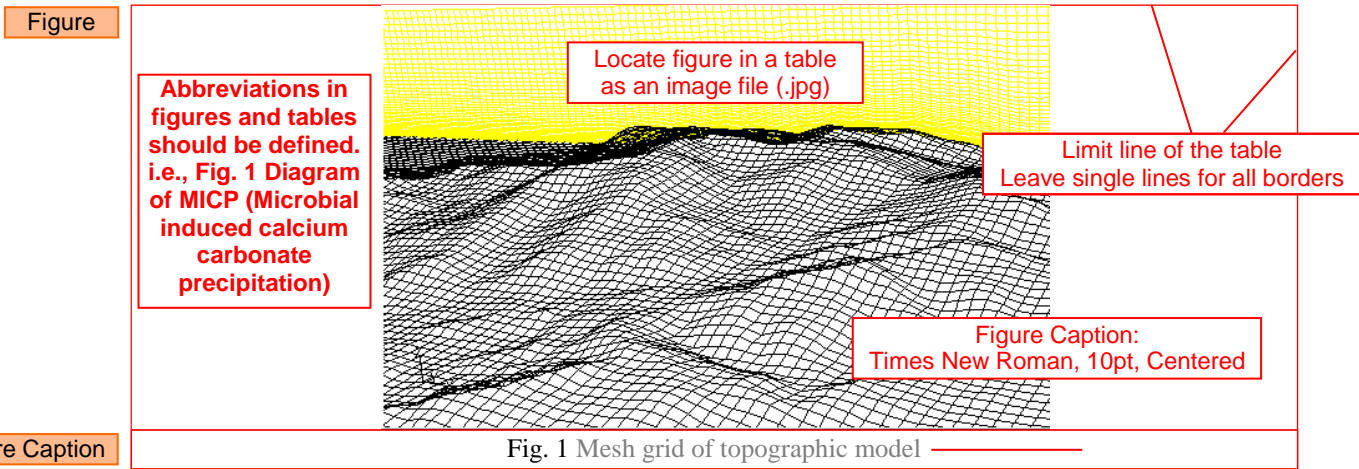 Figure
Locate figure in a table
as an image file (.jpg)
Abbreviations in
figures and tables
should be defined.
i.e., Fig. 1 Diagram
of MICP (Microbial
induced calcium
carbonate
precipitation)
Limit line of the table
Leave single lines for all borders
Figure Caption:
Times New Roman, 10pt, Centered
re Caption
Fig. 1 Mesh grid of topographic model